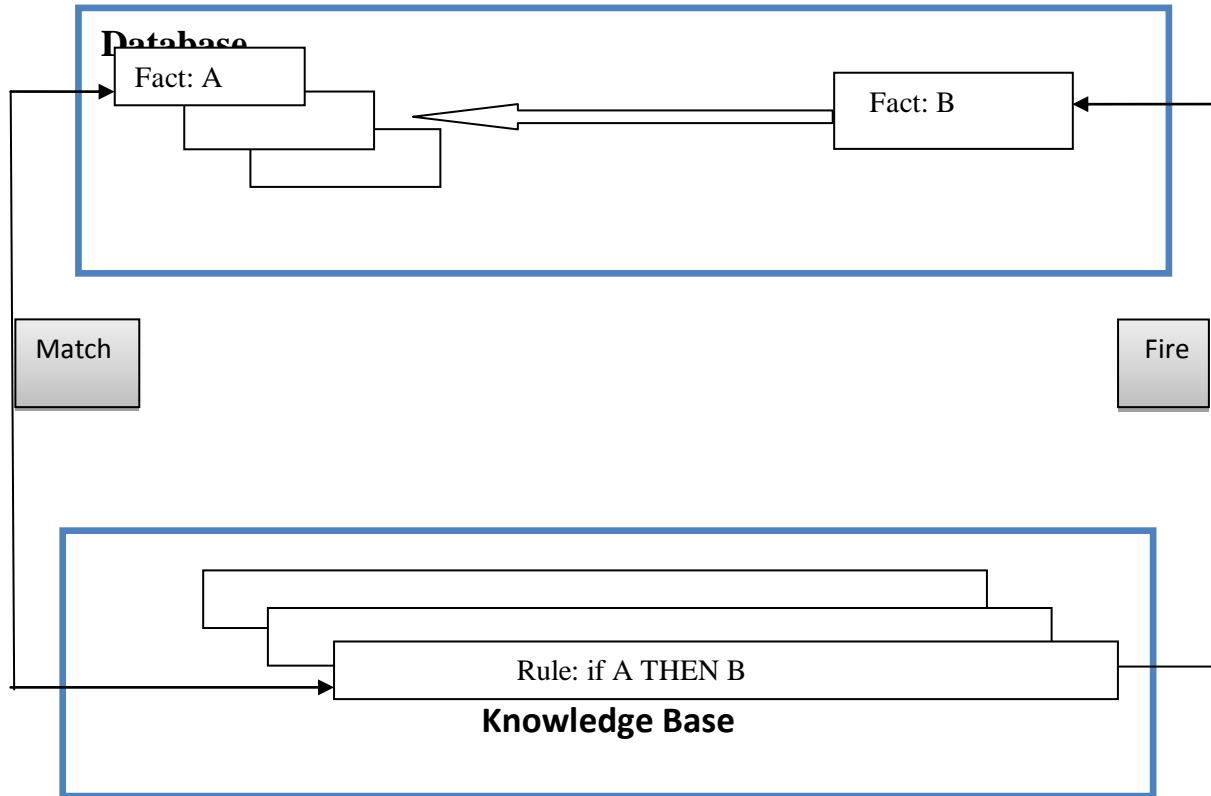 Database
Fact: A
Fact: B
Match
Fire
Rule: if A THEN B
Knowledge Base